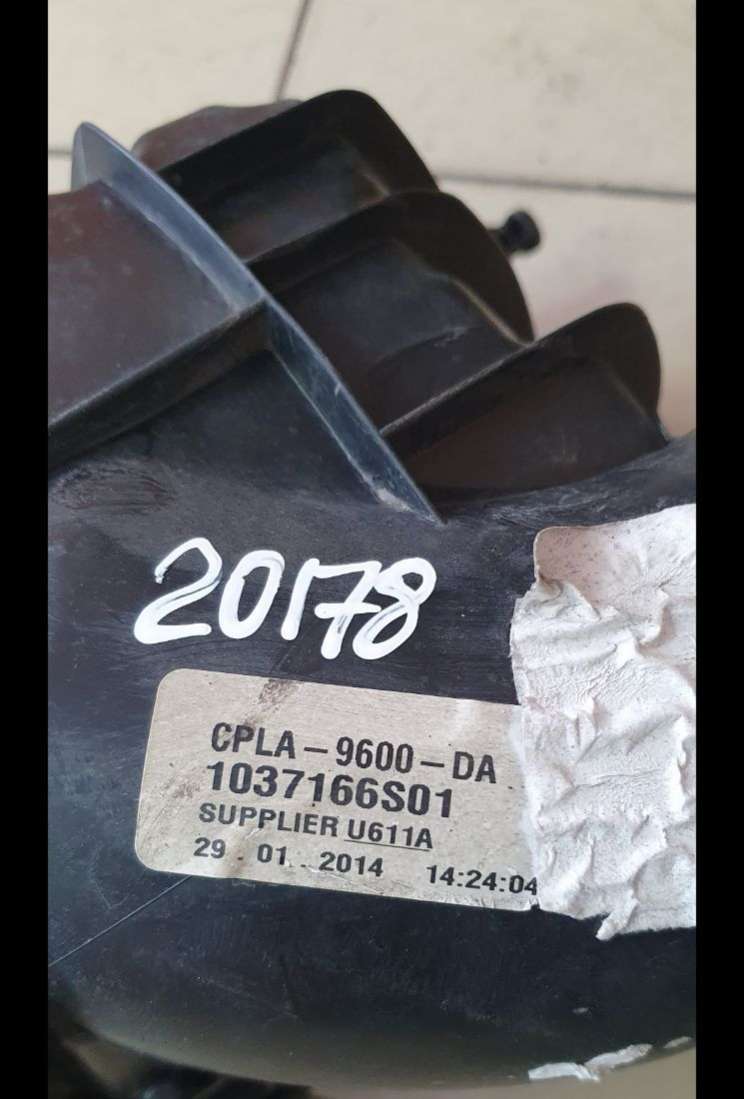 20178
CPLA - 9600 - DA
1037166S01
SUPPLIER U611A
29 . 01 . 2014 14:24:04